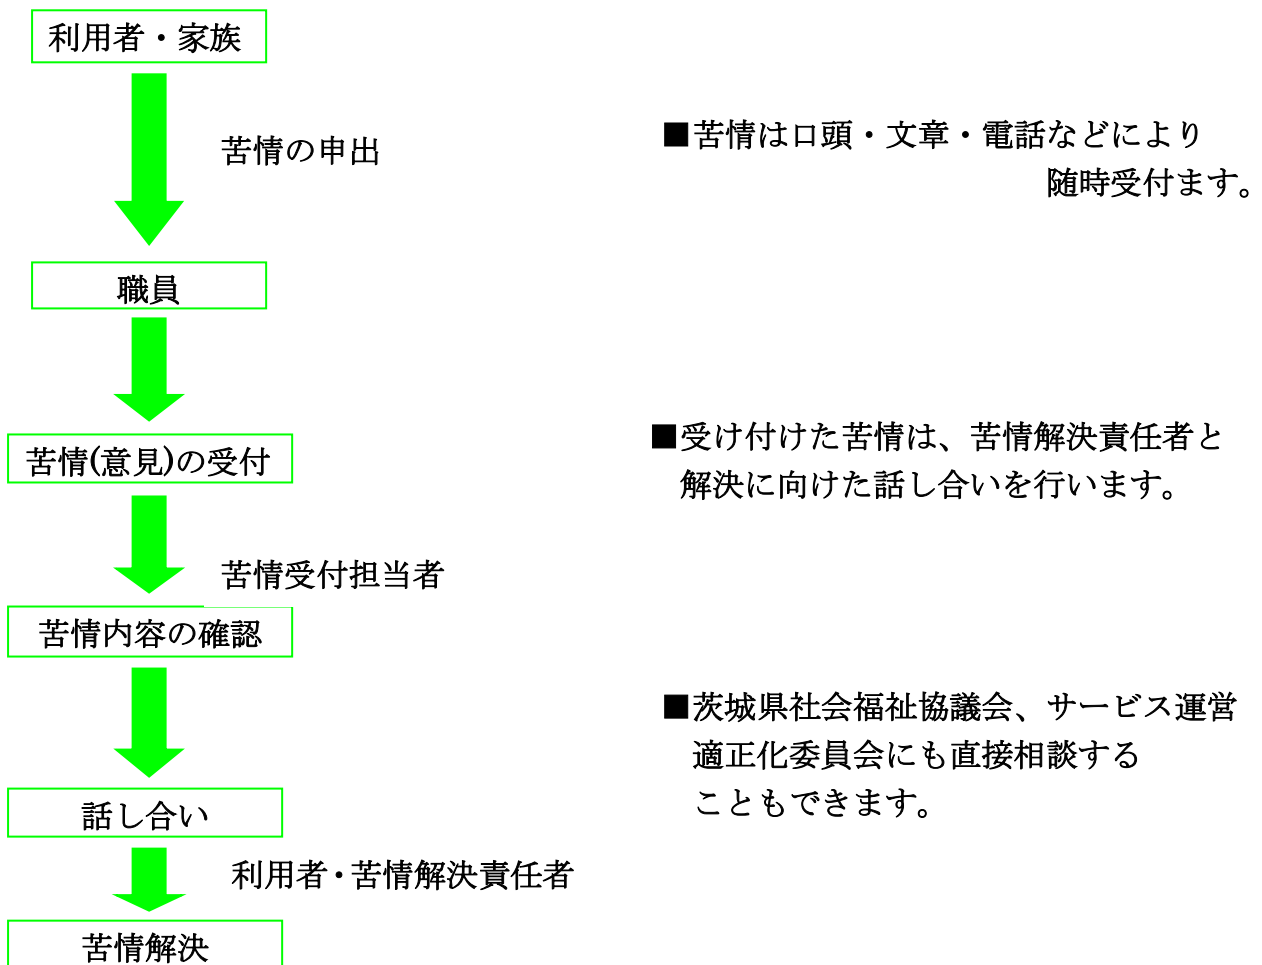 利用者・家族
苦情の申出
■苦情は口頭・文章・電話などにより
随時受付ます。
職員
苦情(意見)の受付
■受け付けた苦情は、苦情解決責任者と
解決に向けた話し合いを行います。
苦情受付担当者
苦情内容の確認
■茨城県社会福祉協議会、サービス運営
適正化委員会にも直接相談する
こともできます。
話し合い
利用者・苦情解決責任者
苦情解決